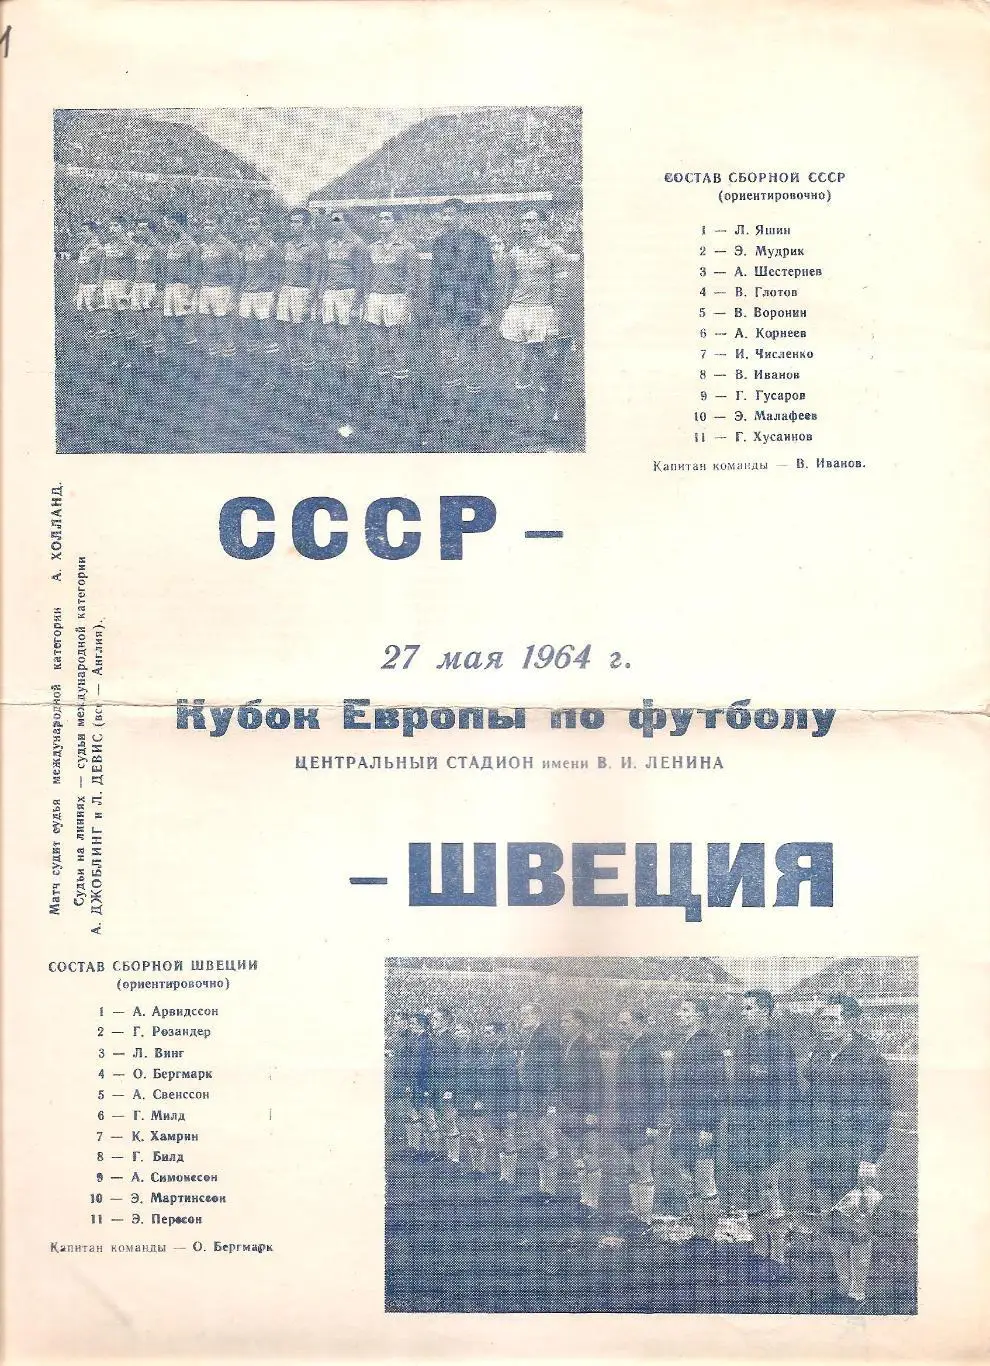 СОСТАВ СБОРНОЙ СССР
(ориентировочно)
1 — Л. Яшин
2 — Э. Мудрик
3 — А. Шестернев
4 — В. Глотов
5 — В. Воронин
6 — А. Корнеев
7 — И. Численко
8 — В. Иванов
9 — Г. Гусаров
10 — Э. Малафеев
11 — Г. Хусаинов
Капитан команды — В. Иванов.
СССР –
Матч судит судья международной категории А. ХОЛЛАНД.
Судьи на линиях — судьи международной категории
А. ДЖОБЛИНГ и Л. ДЕВИС (все — Англия).
27 мая 1964 г.
Кубок Европы по футболу
ЦЕНТРАЛЬНЫЙ СТАДИОН имени В. И. ЛЕНИНА
– ШВЕЦИЯ
СОСТАВ СБОРНОЙ ШВЕЦИИ
(ориентировочно)
1 — А. Арвидссон
2 — Г. Розандер
3 — Л. Винг
4 — О. Бергмарк
5 — А. Свенссон
6 — Г. Милд
7 — К. Хамрин
8 — Г. Билд
9 — А. Симонссон
10 — Э. Мартинссон
11 — Э. Перссон
Капитан команды — О. Бергмарк